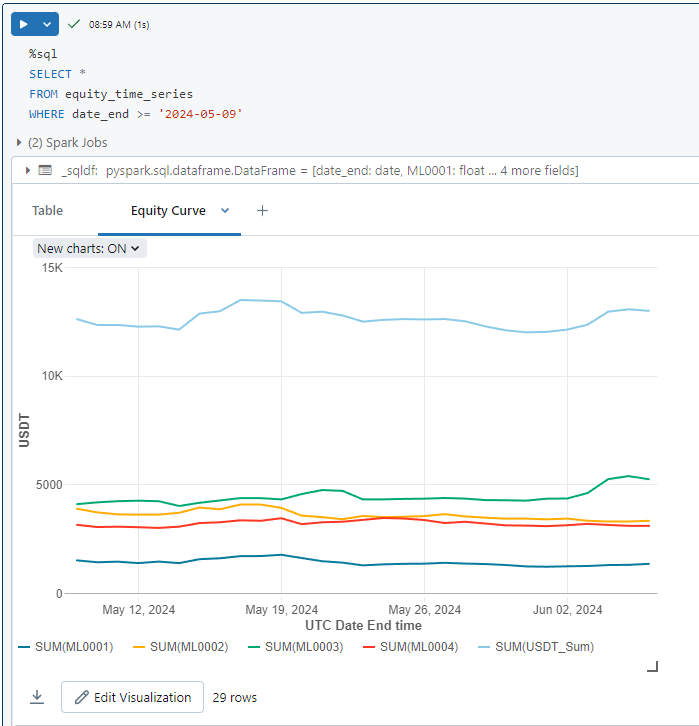 08:59 AM (1s)
%sql
SELECT *
FROM equity_time_series
WHERE date_end >= '2024-05-09'
(2) Spark Jobs
_sqldf: pyspark.sql.dataframe.DataFrame = [date_end: date, ML0001: float ... 4 more fields]
Table Equity Curve +
New charts: ON
15K
10K
5000
0
USDT
May 12, 2024 May 19, 2024 May 26, 2024 Jun 02, 2024
UTC Date End time
SUM(ML0001) SUM(ML0002) SUM(ML0003) SUM(ML0004) SUM(USDT_Sum)
Edit Visualization 29 rows